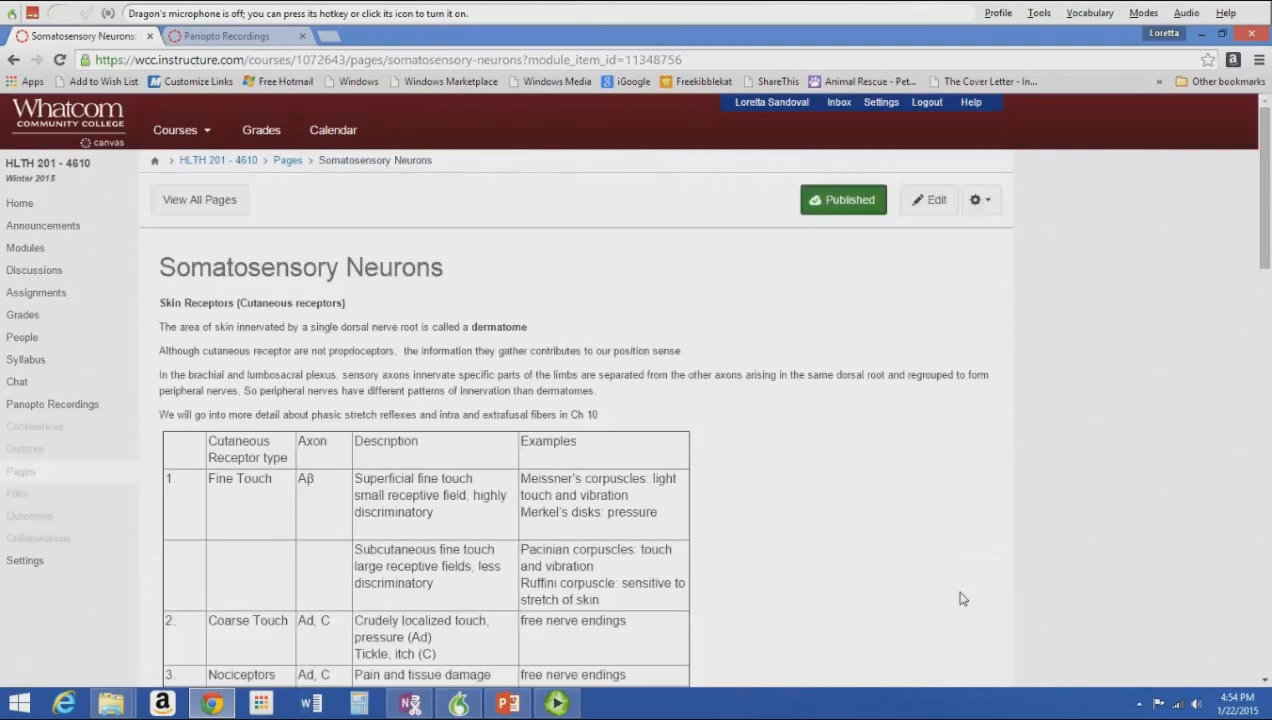 Dragon's microphone is off; you can press its hotkey or click its icon to turn it on.
Profile Tools Vocabulary Modes Audio Help
Somatosensory Neurons:
Panopto Recordings
Loretta
https://wcc.instructure.com/courses/1072643/pages/somatosensory-neurons?module_item_id=11348756
Apps Add to Wish List Customize Links Free Hotmail Windows Windows Marketplace Windows Media iGoogle Freekibblekat ShareThis Animal Rescue - Pet... The Cover Letter - In... » Other bookmarks
Whatcom
COMMUNITY COLLEGE
canvas
Loretta Sandoval Inbox Settings Logout Help
Courses Grades Calendar
HLTH 201 - 4610
Winter 2015
Home
Announcements
Modules
Discussions
Assignments
Grades
People
Syllabus
Chat
Panopto Recordings
Conferences
Quizzes
Pages
Files
Outcomes
Collaborations
Settings
> HLTH 201 - 4610 > Pages > Somatosensory Neurons
View All Pages
Published
Edit
Somatosensory Neurons
Skin Receptors (Cutaneous receptors)
The area of skin innervated by a single dorsal nerve root is called a dermatome
Although cutaneous receptor are not proprioceptors, the information they gather contributes to our position sense
In the brachial and lumbosacral plexus, sensory axons innervate specific parts of the limbs are separated from the other axons arising in the same dorsal root and regrouped to form
peripheral nerves. So peripheral nerves have different patterns of innervation than dermatomes.
We will go into more detail about phasic stretch reflexes and intra and extrafusal fibers in Ch 10
Cutaneous
Receptor type
Axon
Description
Examples
1.
Fine Touch
Aβ
Superficial fine touch
small receptive field, highly
discriminatory
Meissner's corpuscles: light
touch and vibration
Merkel's disks: pressure
Subcutaneous fine touch
large receptive fields, less
discriminatory
Pacinian corpuscles: touch
and vibration
Ruffini corpuscle: sensitive to
stretch of skin
2.
Coarse Touch
Ad, C
Crudely localized touch,
pressure (Ad)
Tickle, itch (C)
free nerve endings
3.
Nociceptors
Ad, C
Pain and tissue damage
free nerve endings
4:54 PM
1/22/2015